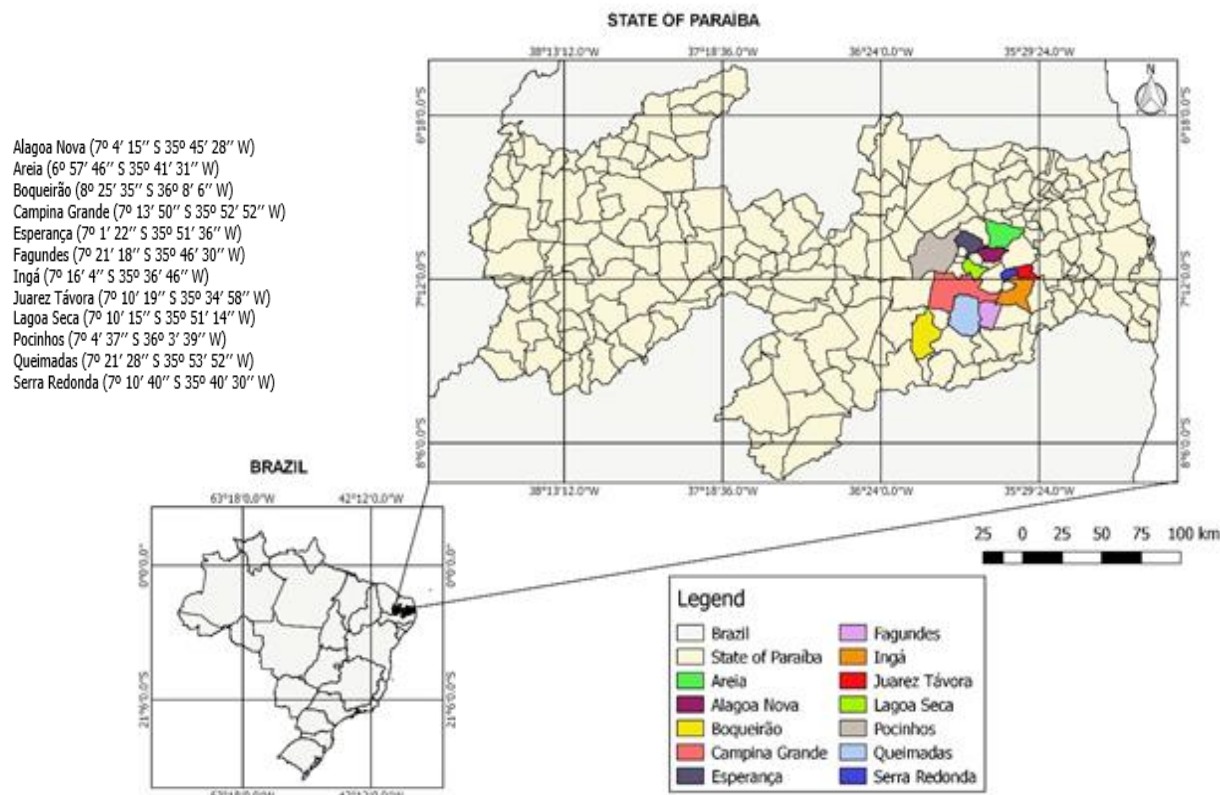 STATE OF PARAÍBA
38°13'12.0"W 37°18'36.0"W 36°24'0.0"W 35°29'24.0"W
N
6°18'0.0"S 6°18'0.0"S
7°12'0.0"S 7°12'0.0"S
8°6'0.0"S 8°6'0.0"S
38°13'12.0"W 37°18'36.0"W 36°24'0.0"W 35°29'24.0"W
Alagoa Nova (7º 4’ 15’’ S 35º 45’ 28’’ W)
Areia (6º 57’ 46’’ S 35º 41’ 31’’ W)
Boqueirão (8º 25’ 35’’ S 36º 8’ 6’’ W)
Campina Grande (7º 13’ 50’’ S 35º 52’ 52’’ W)
Esperança (7º 1’ 22’’ S 35º 51’ 36’’ W)
Fagundes (7º 21’ 18’’ S 35º 46’ 30’’ W)
Ingá (7º 16’ 4’’ S 35º 36’ 46’’ W)
Juarez Távora (7º 10’ 19’’ S 35º 34’ 58’’ W)
Lagoa Seca (7º 10’ 15’’ S 35º 51’ 14’’ W)
Pocinhos (7º 4’ 37’’ S 36º 3’ 39’’ W)
Queimadas (7º 21’ 28’’ S 35º 53’ 52’’ W)
Serra Redonda (7º 10’ 40’’ S 35º 40’ 30’’ W)
BRAZIL
63°18'0.0"W 42°12'0.0"W
0°0'0.0" 0°0'0.0"
21°6'0.0"S 21°6'0.0"S
25 0 25 50 75 100 km
Legend
Brazil
State of Paraíba
Areia
Alagoa Nova
Boqueirão
Campina Grande
Esperança
Fagundes
Ingá
Juarez Távora
Lagoa Seca
Pocinhos
Queimadas
Serra Redonda